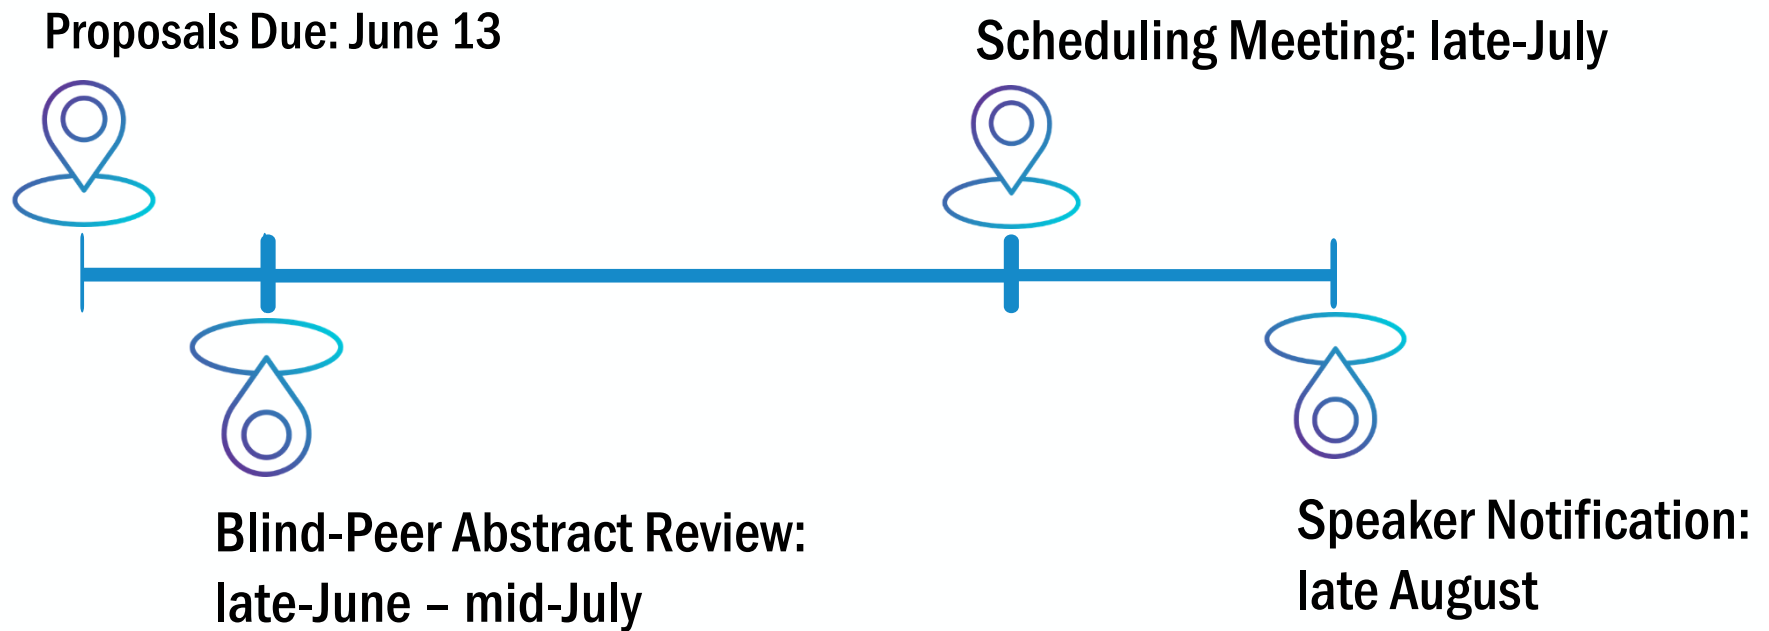 Proposals Due: June 13
Scheduling Meeting: late-July
Blind-Peer Abstract Review:
late-June – mid-July
Speaker Notification:
late August